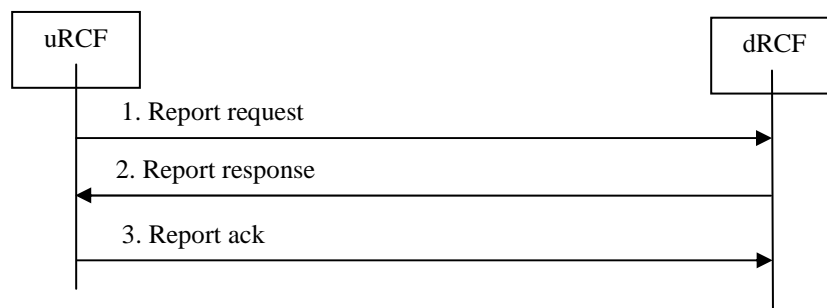 uRCF
dRCF
1. Report request
2. Report response
3. Report ack